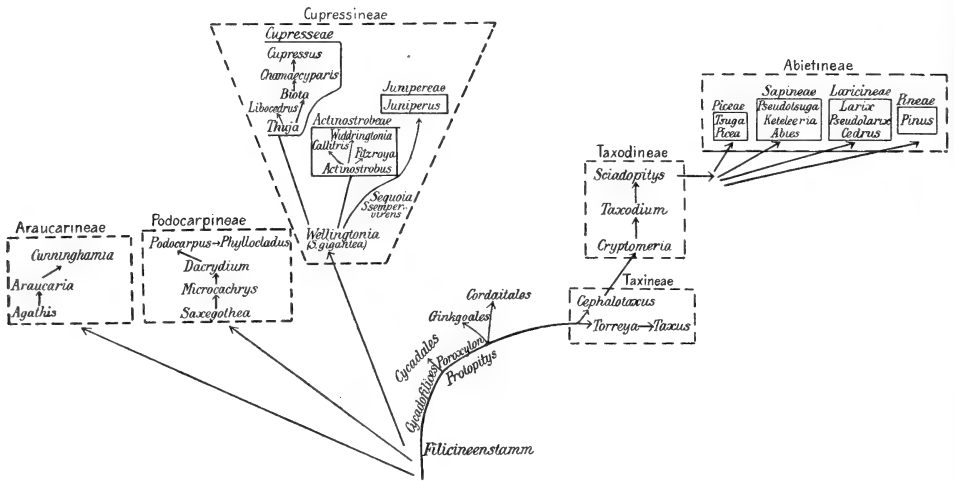 Cupressineae
Cupresseae
Cupressus
Chamaecyparis
Biota
Libocedrus
Thuja
Junipereae
Juniperus
Actinostrobeae
Widdringtonia
Callitris
Fitzroya
Actinostrobus
Sequoia
S.semper-
virens
Wellingtonia
(S.gigantea)
Abietineae
Piceae
Tsuga
Picea
Sapineae
Pseudotsuga
Keteleeria
Abies
Laricineae
Larix
Pseudolarix
Cedrus
Pineae
Pinus
Taxodineae
Sciadopitys
Taxodium
Cryptomeria
Araucarineae
Cunninghamia
Araucaria
Agathis
Podocarpineae
Podocarpus→Phyllocladus
Dacrydium
Microcachrys
Saxegothea
Taxineae
Cephalotaxus
Torreya→Taxus
Cordaitales
Ginkgoales
Cycadales
Poroxylon
Protopitys
Cycadofilices
Filicineenstamm